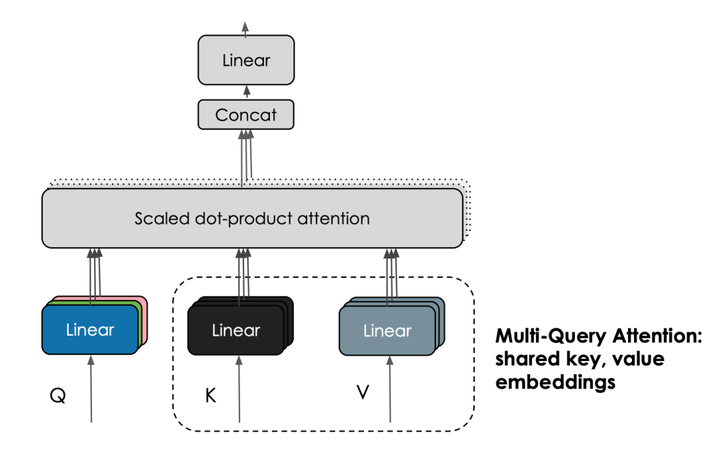 Linear
Concat
Scaled dot-product attention
Linear
Linear
Linear
Q
K
V
Multi-Query Attention:
shared key, value
embeddings